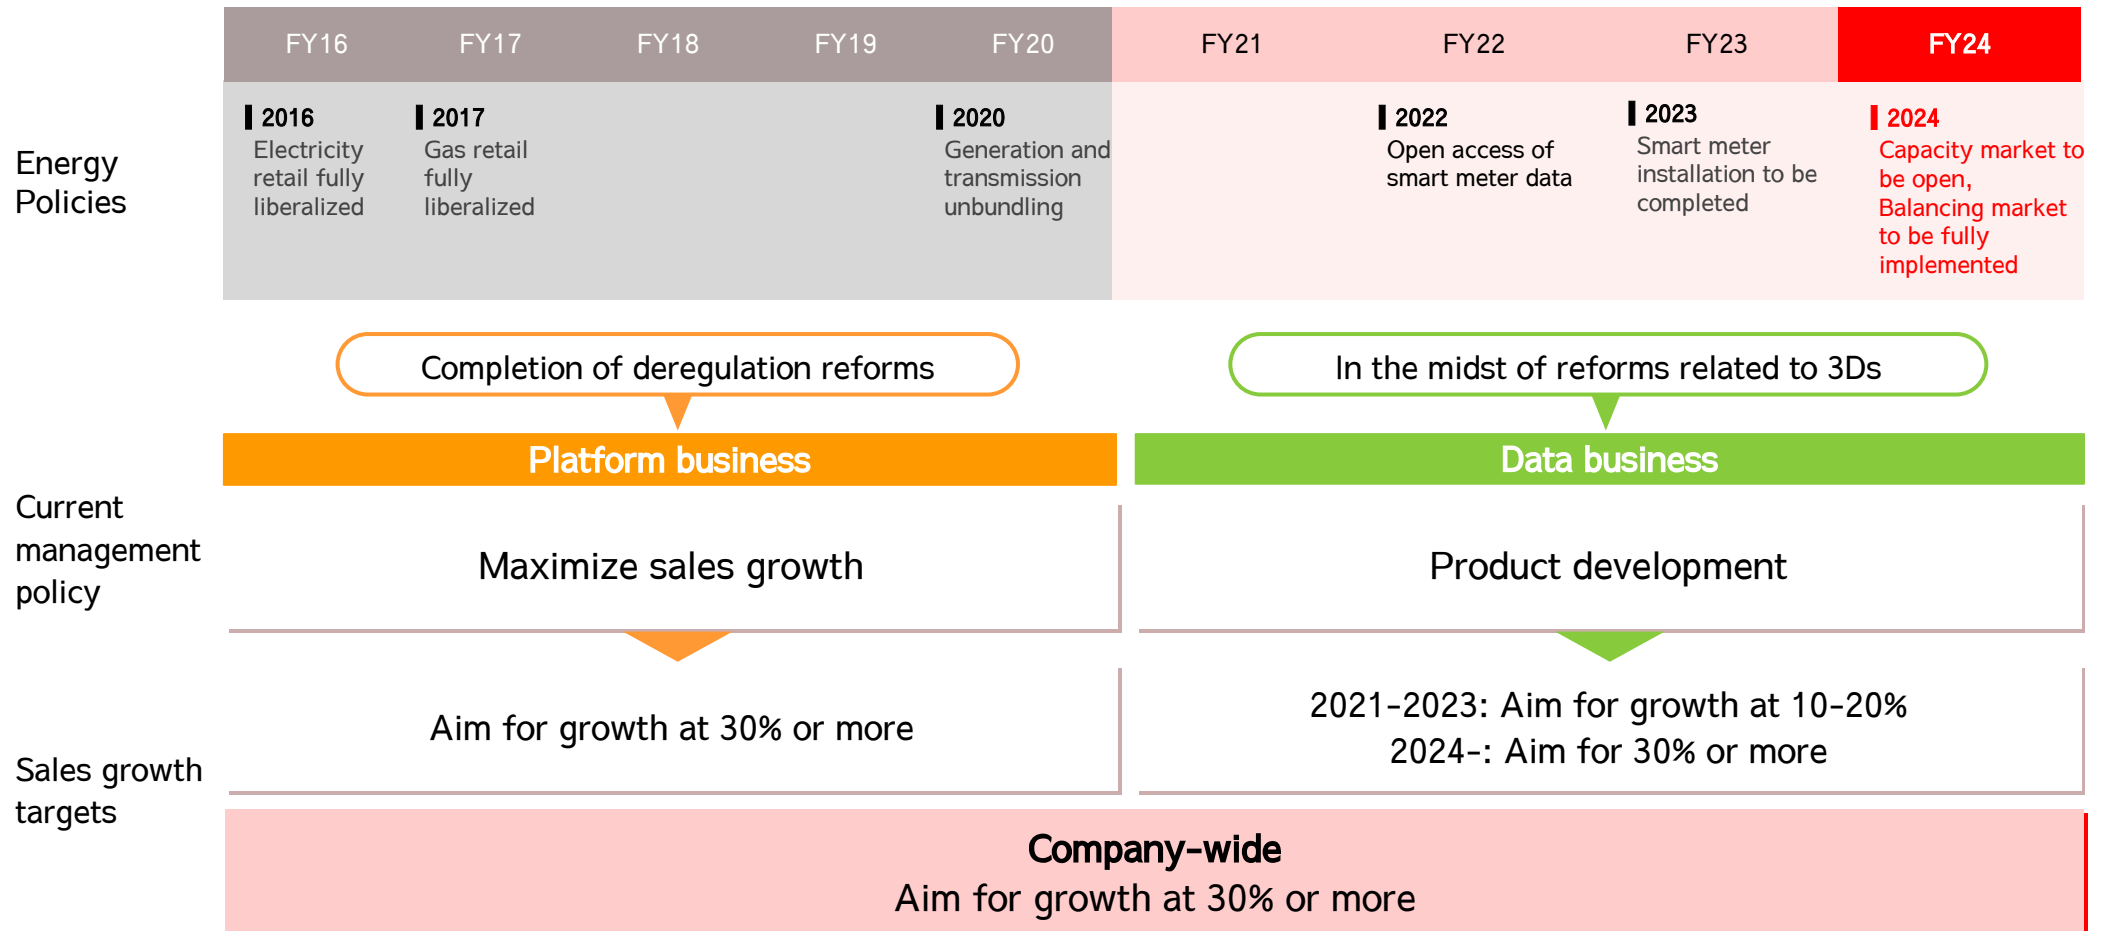 FY16 FY17 FY18 FY19 FY20 FY21 FY22 FY23 FY24
Energy
Policies
2016
Electricity
retail fully
liberalized
2017
Gas retail
fully
liberalized
2020
Generation and
transmission
unbundling
2022
Open access of
smart meter data
2023
Smart meter
installation to be
completed
2024
Capacity market to
be open,
Balancing market
to be fully
implemented
Completion of deregulation reforms
In the midst of reforms related to 3Ds
Platform business
Data business
Current
management
policy
Maximize sales growth
Product development
Sales growth
targets
Aim for growth at 30% or more
2021-2023: Aim for growth at 10-20%
2024-: Aim for 30% or more
Company-wide
Aim for growth at 30% or more